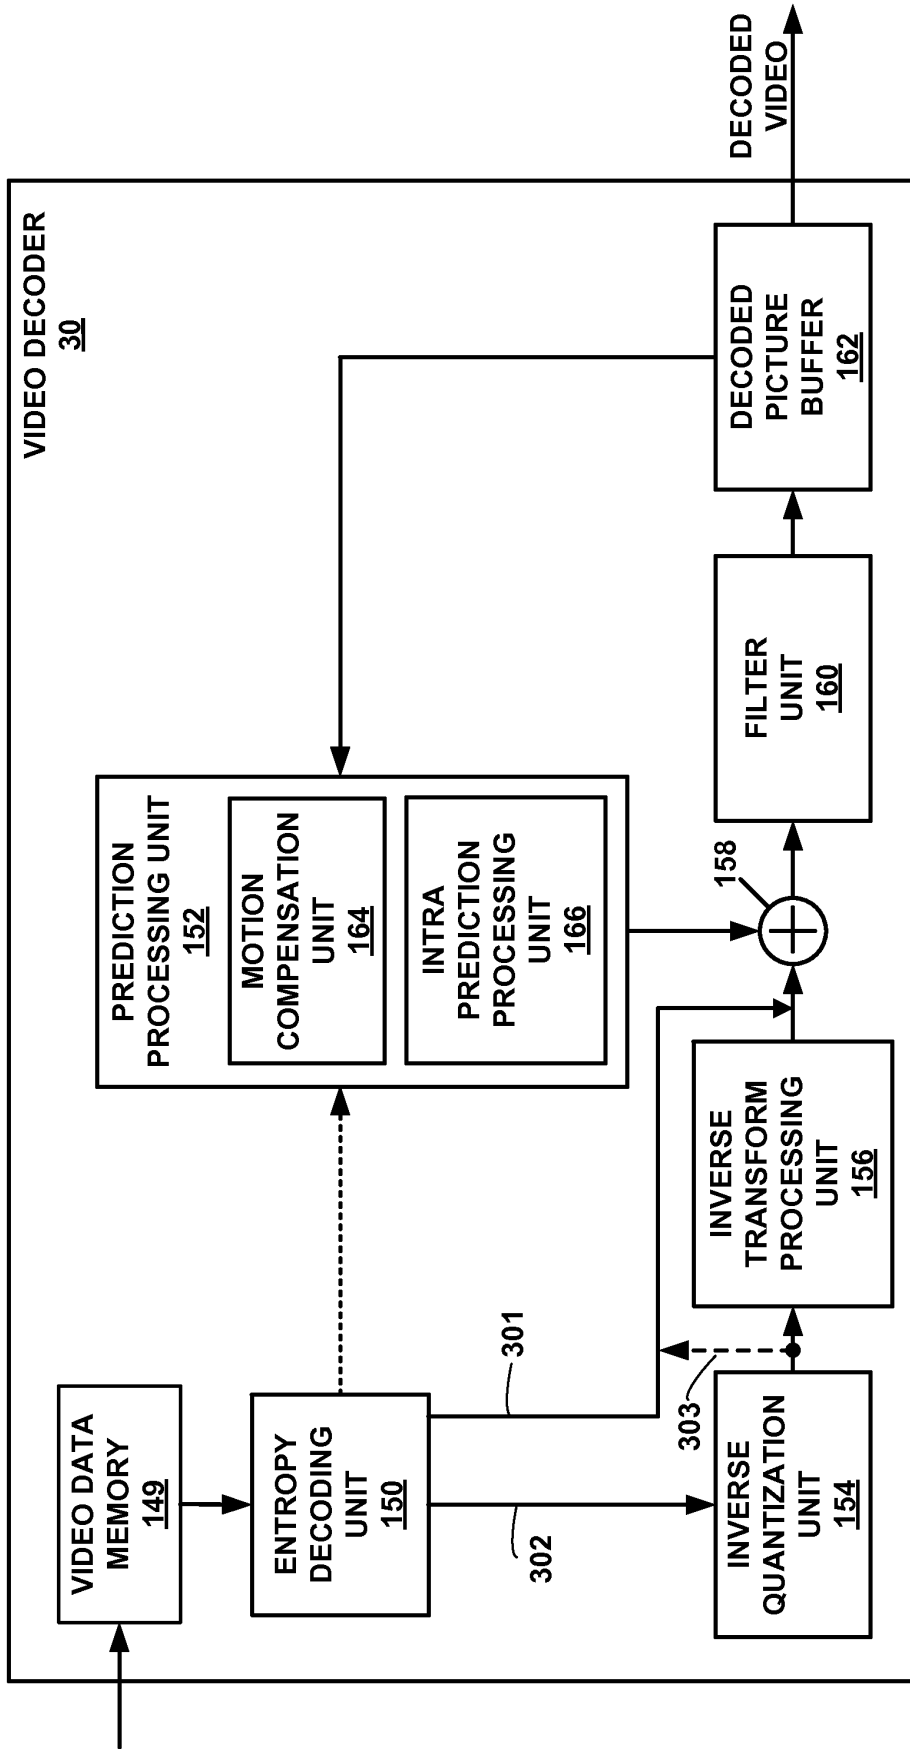 VIDEO DECODER
30
VIDEO DATA
MEMORY
149
ENTROPY
DECODING
UNIT
150
PREDICTION
PROCESSING UNIT
152
MOTION
COMPENSATION
UNIT
164
INTRA
PREDICTION
PROCESSING
UNIT
166
301
302
303
INVERSE
QUANTIZATION
UNIT
154
INVERSE
TRANSFORM
PROCESSING
UNIT
156
158
FILTER
UNIT
160
DECODED
PICTURE
BUFFER
162
DECODED
VIDEO